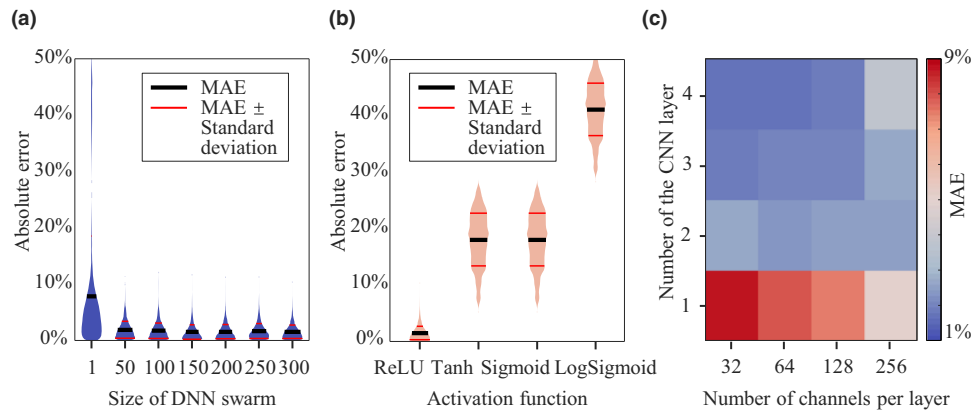 (a)
50%
40%
30%
20%
10%
0%
Absolute error
MAE
MAE ±
Standard
deviation
1 50 100 150 200 250 300
Size of DNN swarm
(b)
50%
40%
30%
20%
10%
0%
Absolute error
MAE
MAE ±
Standard
deviation
ReLU Tanh Sigmoid LogSigmoid
Activation function
(c)
4
3
2
1
Number of the CNN layer
32 64 128 256
Number of channels per layer
9%
1%
MAE